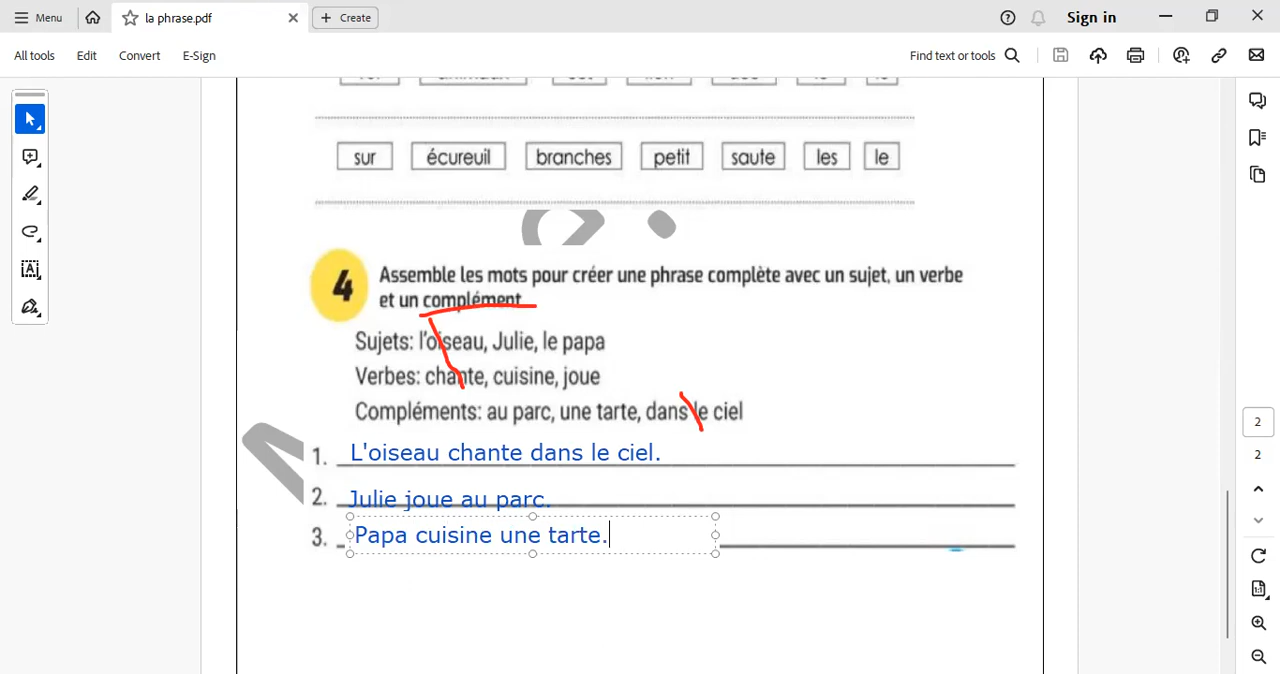 Menu
la phrase.pdf
Create
Sign in
All tools
Edit
Convert
E-Sign
Find text or tools
animaux
sur écureuil branches petit saute les le
4
Assemble les mots pour créer une phrase complète avec un sujet, un verbe
et un complément
Sujets: l'oiseau, Julie, le papa
Verbes: chante, cuisine, joue
Compléments: au parc, une tarte, dans le ciel
1. L'oiseau chante dans le ciel.
2. Julie joue au parc.
3. Papa cuisine une tarte.
2
2
1:1